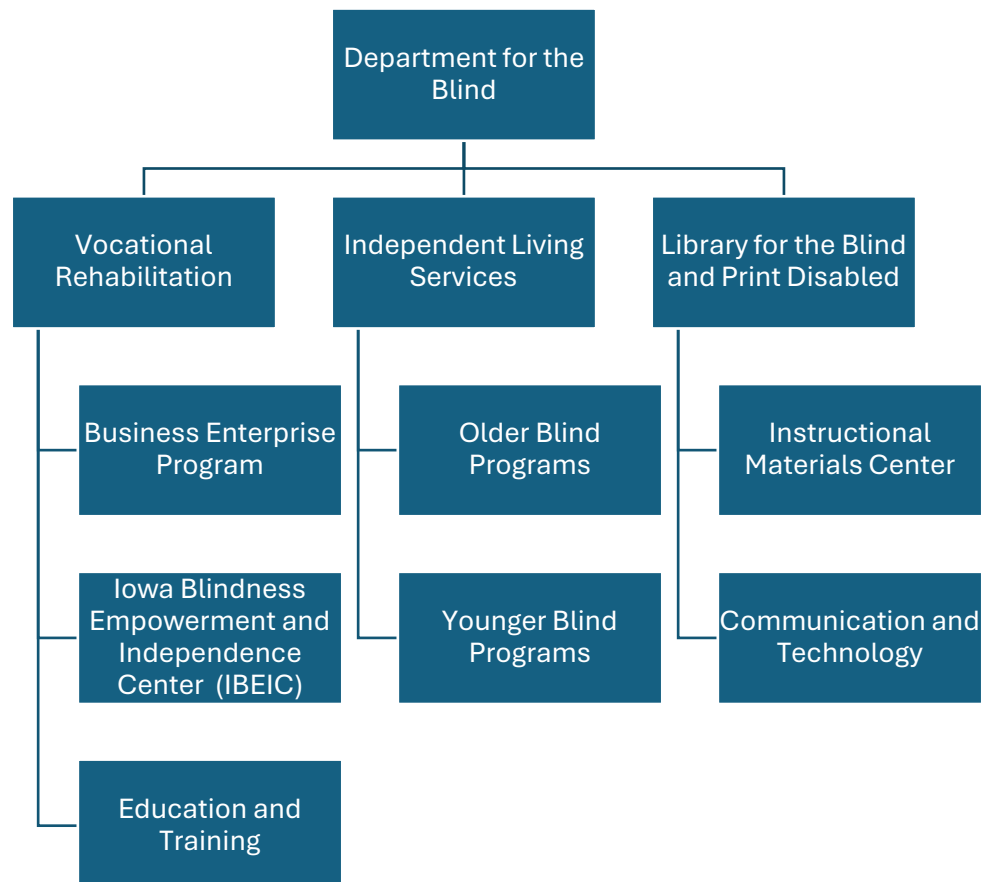 Department for the
Blind
Vocational
Rehabilitation
Independent Living
Services
Library for the Blind
and Print Disabled
Business Enterprise
Program
Older Blind
Programs
Instructional
Materials Center
Iowa Blindness
Empowerment and
Independence
Center (IBEIC)
Younger Blind
Programs
Communication and
Technology
Education and
Training